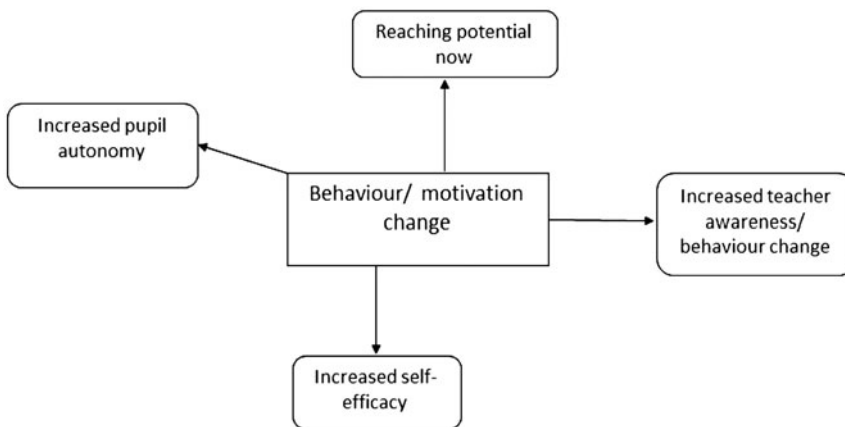 Reaching potential
now
Increased pupil
autonomy
Behaviour/ motivation
change
Increased teacher
awareness/
behaviour change
Increased self-
efficacy